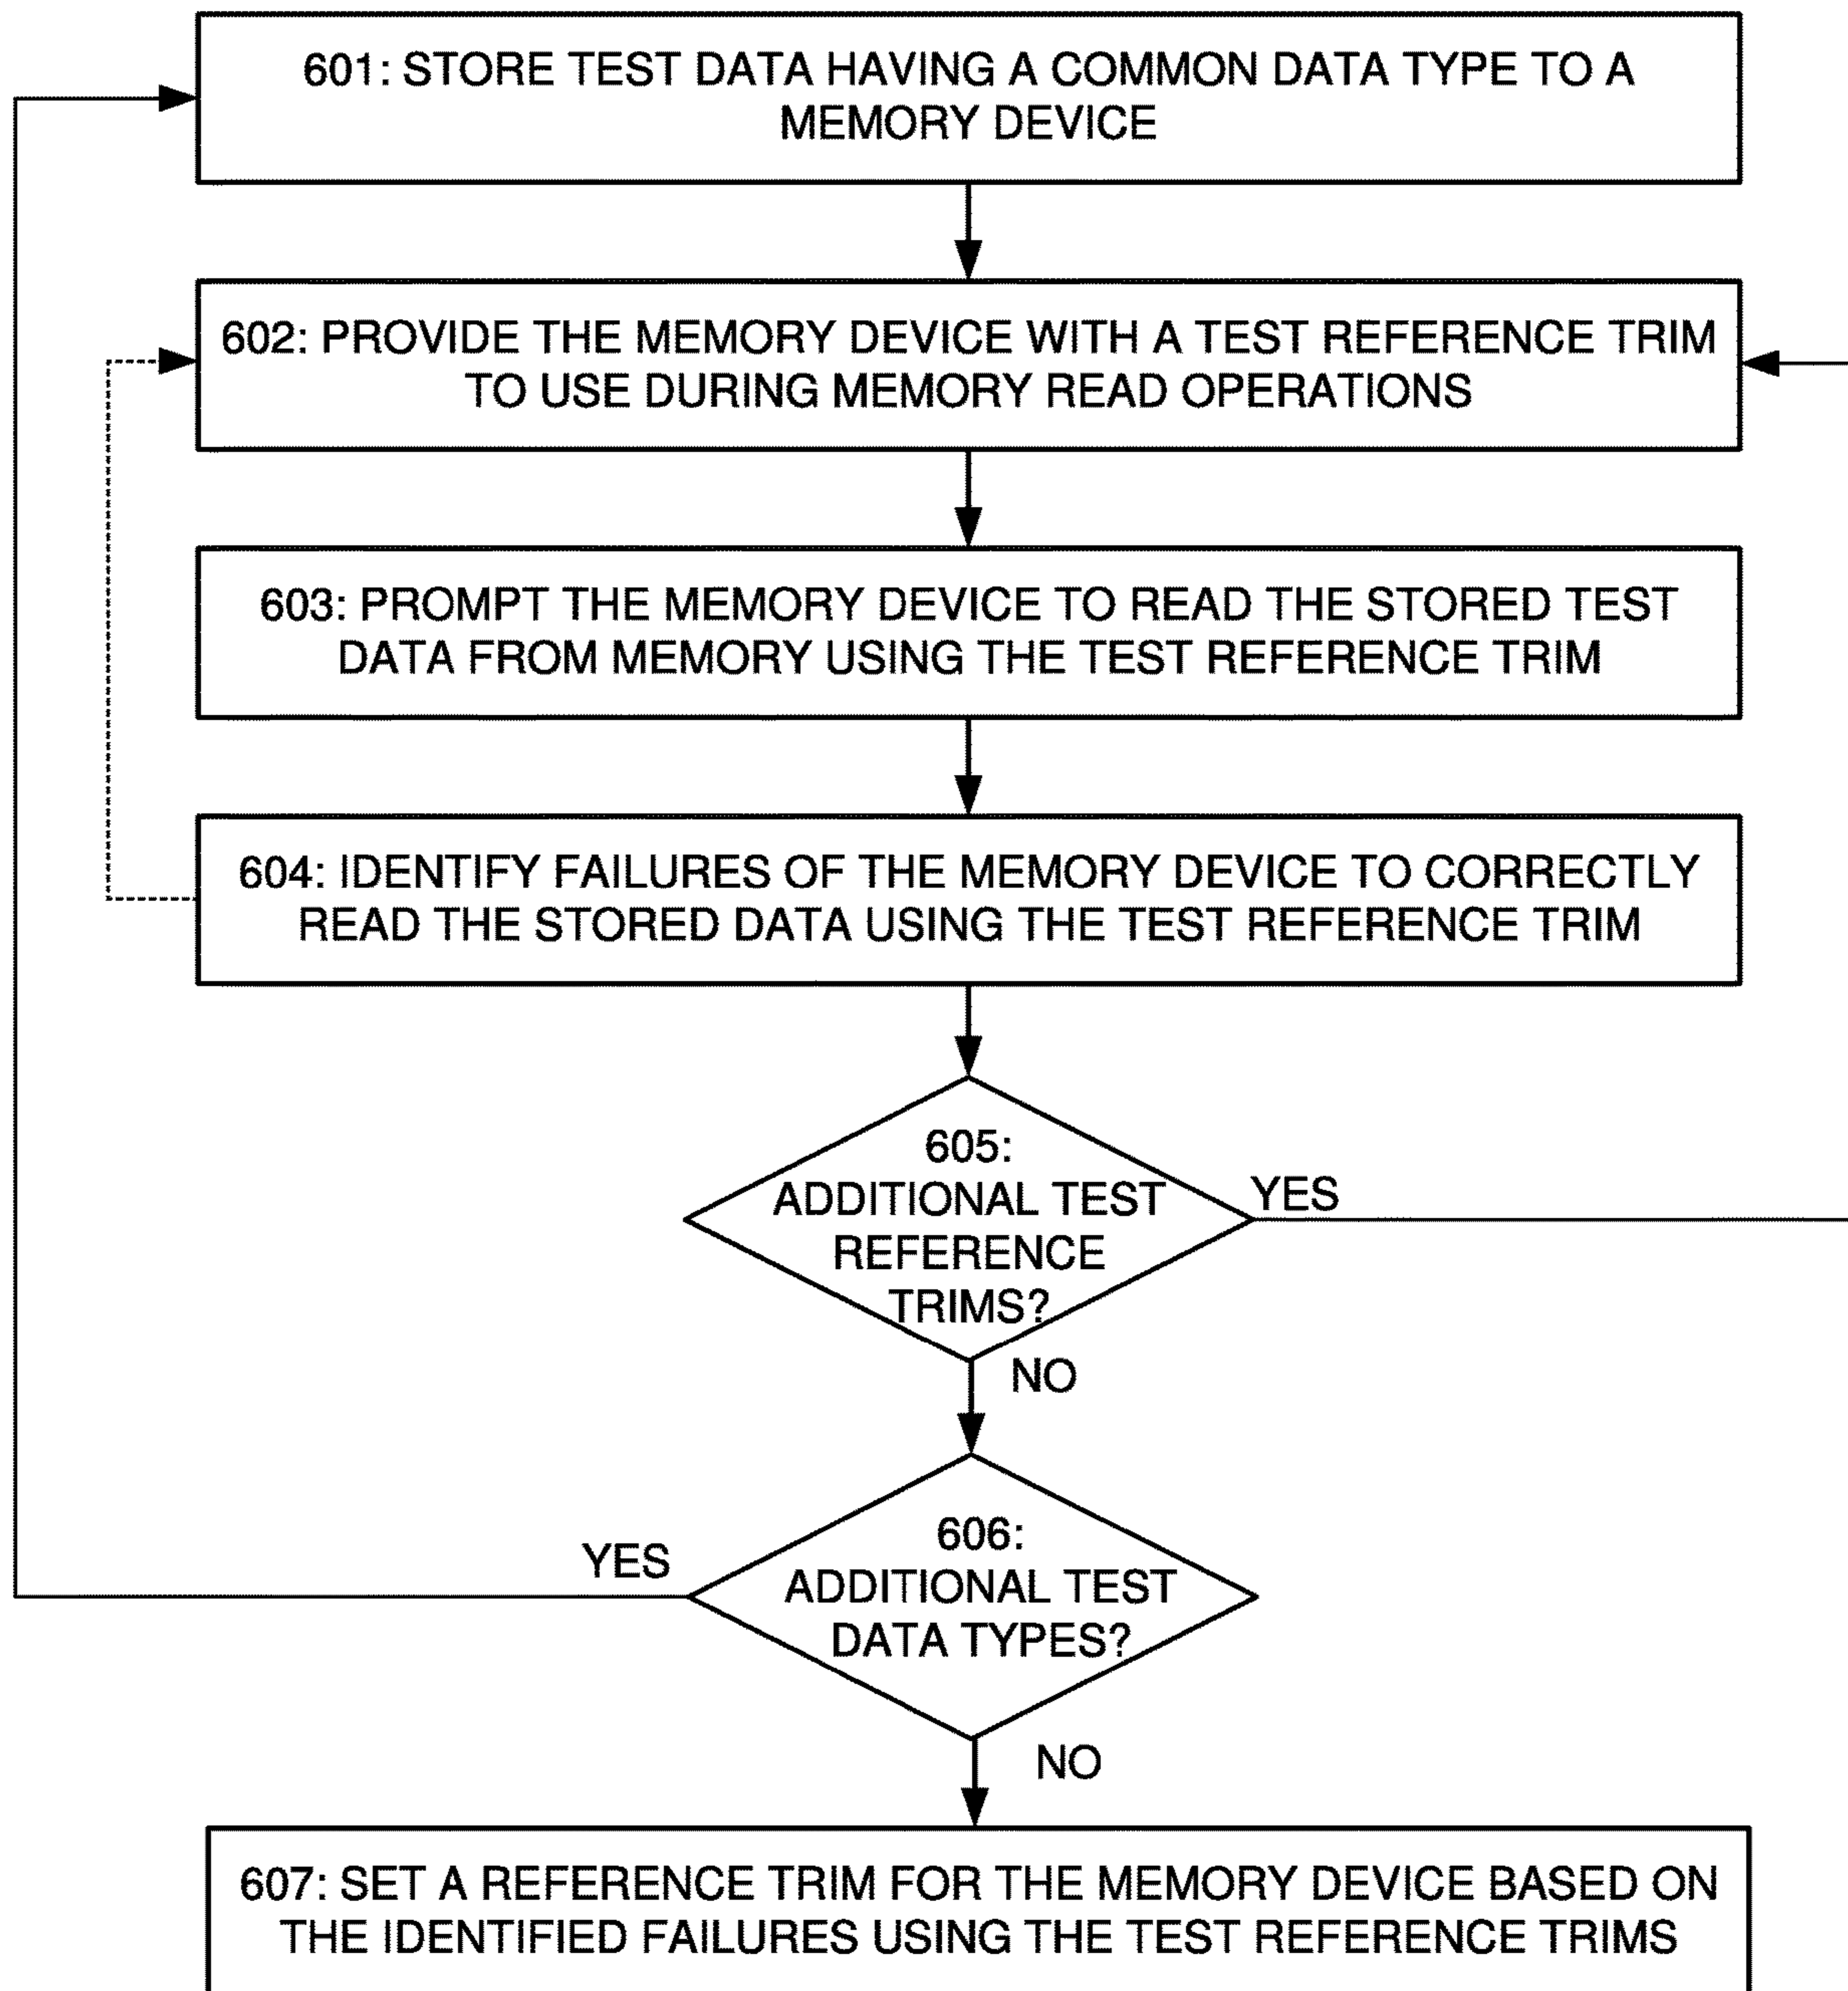 601: STORE TEST DATA HAVING A COMMON DATA TYPE TO A
MEMORY DEVICE
602: PROVIDE THE MEMORY DEVICE WITH A TEST REFERENCE TRIM
TO USE DURING MEMORY READ OPERATIONS
603: PROMPT THE MEMORY DEVICE TO READ THE STORED TEST
DATA FROM MEMORY USING THE TEST REFERENCE TRIM
604: IDENTIFY FAILURES OF THE MEMORY DEVICE TO CORRECTLY
READ THE STORED DATA USING THE TEST REFERENCE TRIM
605:
ADDITIONAL TEST
REFERENCE
TRIMS?
YES
NO
606:
ADDITIONAL TEST
DATA TYPES?
YES
NO
607: SET A REFERENCE TRIM FOR THE MEMORY DEVICE BASED ON
THE IDENTIFIED FAILURES USING THE TEST REFERENCE TRIMS